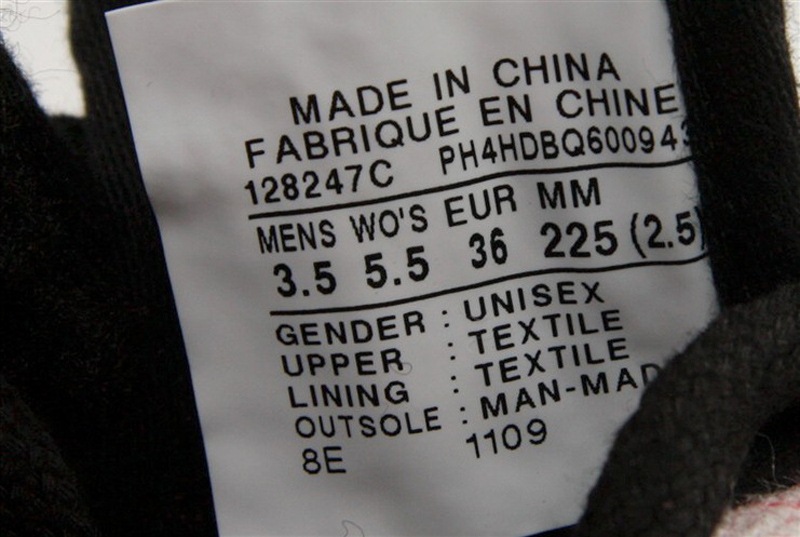 MADE IN CHINA
FABRIQUE EN CHINE
128247C PH4HDBQ600943
MENS WO'S EUR MM
3.5 5.5 36 225 (2.5)
GENDER : UNISEX
UPPER : TEXTILE
LINING : TEXTILE
OUTSOLE : MAN-MAD
8E 1109